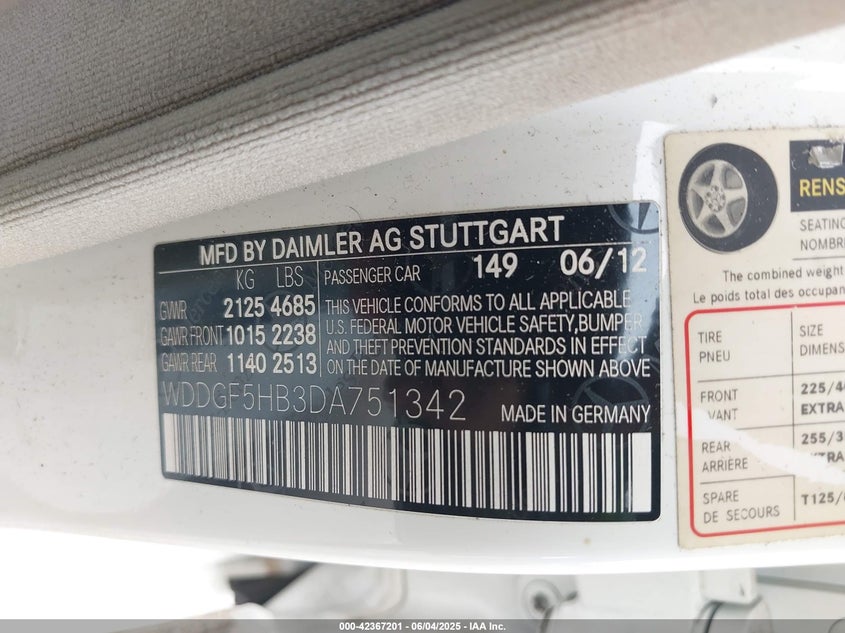 MFD BY DAIMLER AG STUTTGART
KG LBS PASSENGER CAR 149 06/12
GVWR 2125 4685
GAWR FRONT 1015 2238
GAWR REAR 1140 2513
THIS VEHICLE CONFORMS TO ALL APPLICABLE
U.S. FEDERAL MOTOR VEHICLE SAFETY,BUMPER
AND THEFT PREVENTION STANDARDS IN EFFECT
ON THE DATE OF MANUFACTURE SHOWN ABOVE
WDDGF5HB3DA751342 MADE IN GERMANY
RENS
SEATING
NOMBR
The combined weight
Le poids total des occupan
TIRE SIZE
PNEU DIMENS
FRONT 225/4
VANT EXTRA
REAR 255/3
ARRIÈRE XTRA
SPARE T125/
DE SECOURS
000-42367201 - 06/04/2025 - IAA Inc.